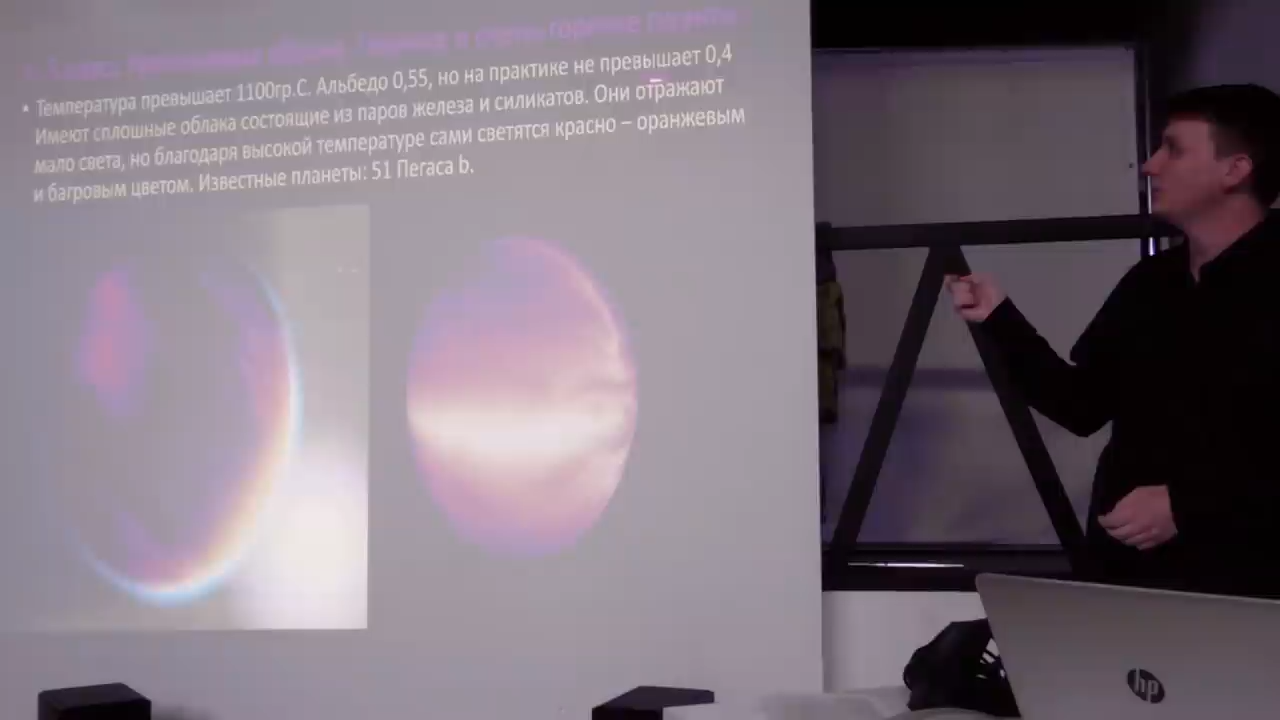 Температура превышает 1100гр.С. Альбедо 0,55, но на практике не превышает 0,4
Имеют сплошные облака состоящие из паров железа и силикатов. Они отражают
мало света, но благодаря высокой температуре сами светятся красно – оранжевым
и багровым цветом. Известные планеты: 51 Пегаса b.
hp